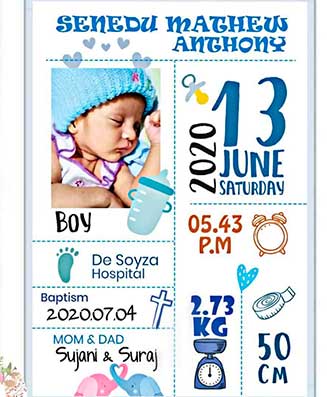 SENEDU MATHEW
ANTHONY
2020
13
JUNE
SATURDAY
BOY
05.43
P.M
De Soyza
Hospital
Baptism
2020.07.04
2.73
KG
50
CM
MOM & DAD
Sujani & Suraj